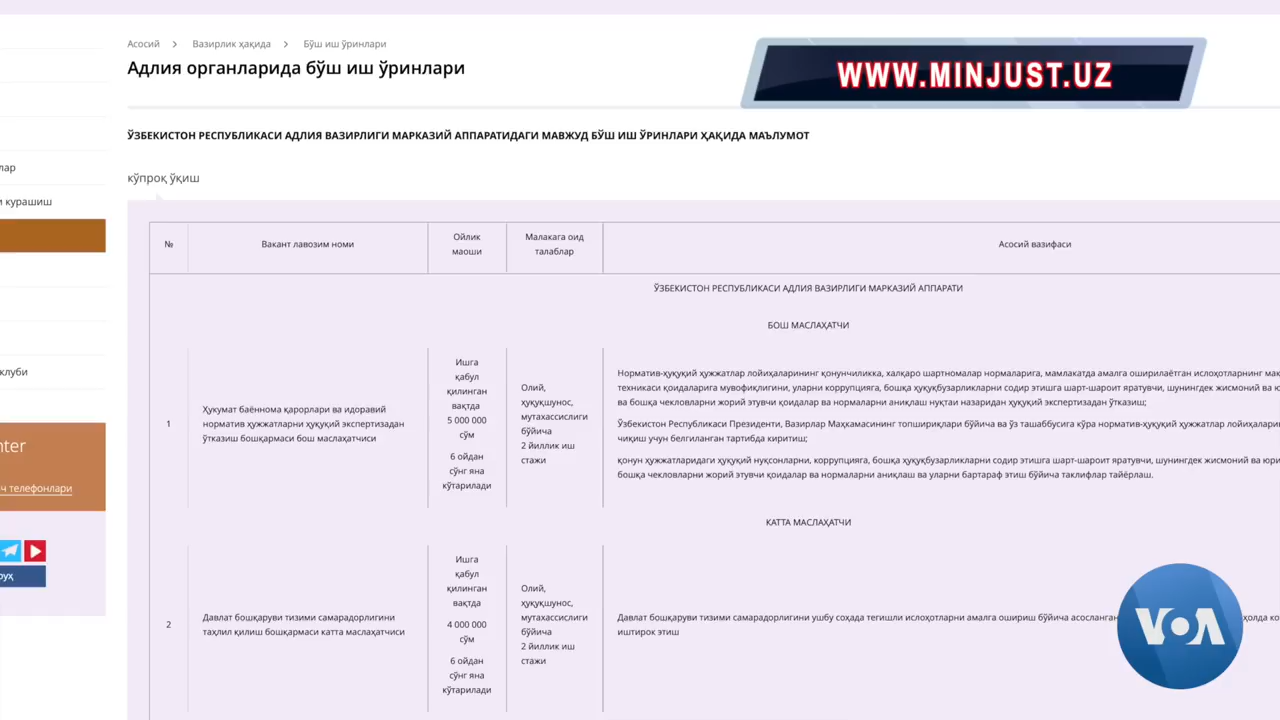 Асосий > Вазирлик ҳақида > Бўш иш ўринлари
Адлия органларида бўш иш ўринлари
WWW.MINJUST.UZ
ЎЗБЕКИСТОН РЕСПУБЛИКАСИ АДЛИЯ ВАЗИРЛИГИ МАРКАЗИЙ АППАРАТИДАГИ МАВЖУД БЎШ ИШ ЎРИНЛАРИ ҲАҚИДА МАЪЛУМОТ
кўпроқ ўқиш
лар
и курашиш
клуби
nter
ч телефонлари
руҳ
№
Вакант лавозим номи
Ойлик
маоши
Малакага оид
талаблар
Асосий вазифаси
ЎЗБЕКИСТОН РЕСПУБЛИКАСИ АДЛИЯ ВАЗИРЛИГИ МАРКАЗИЙ АППАРАТИ
БОШ МАСЛАҲАТЧИ
1
Ҳукумат баённома қарорлари ва идоравий
норматив ҳужжатларни ҳуқуқий экспертизадан
ўтказиш бошқармаси бош маслаҳатчиси
Ишга
қабул
қилинган
вақтда
5 000 000
сўм
6 ойдан
сўнг яна
кўтарилади
Олий,
ҳуқуқшунос,
мутахассислиги
бўйича
2 йиллик иш
стажи
Норматив-ҳуқуқий ҳужжатлар лойиҳаларининг қонунчиликка, халқаро шартномалар нормаларига, мамлакатда амалга оширилаётган ислоҳотларнинг мақ
техникаси қоидаларига мувофиқлигини, уларни коррупцияга, бошқа ҳуқуқбузарликларни содир этишга шарт-шароит яратувчи, шунингдек жисмоний ва ю
ва бошқа чекловларни жорий этувчи қоидалар ва нормаларни аниқлаш нуқтаи назаридан ҳуқуқий экспертизадан ўтказиш;
Ўзбекистон Республикаси Президенти, Вазирлар Маҳкамасининг топшириқлари бўйича ва ўз ташаббусига кўра норматив-ҳуқуқий ҳужжатлар лойиҳалари
чиқиш учун белгиланган тартибда киритиш;
қонун ҳужжатларидаги ҳуқуқий нуқсонларни, коррупцияга, бошқа ҳуқуқбузарликларни содир этишга шарт-шароит яратувчи, шунингдек жисмоний ва юри
бошқа чекловларни жорий этувчи қоидалар ва нормаларни аниқлаш ва уларни бартараф этиш бўйича таклифлар тайёрлаш.
КАТТА МАСЛАҲАТЧИ
2
Давлат бошқаруви тизими самарадорлигини
таҳлил қилиш бошқармаси катта маслаҳатчиси
Ишга
қабул
қилинган
вақтда
4 000 000
сўм
6 ойдан
сўнг яна
кўтарилади
Олий,
ҳуқуқшунос,
мутахассислиги
бўйича
2 йиллик иш
стажи
Давлат бошқаруви тизими самарадорлигини ушбу соҳада тегишли ислоҳотларни амалга ошириш бўйича асосланган ҳолда ко
иштирок этиш
VOA